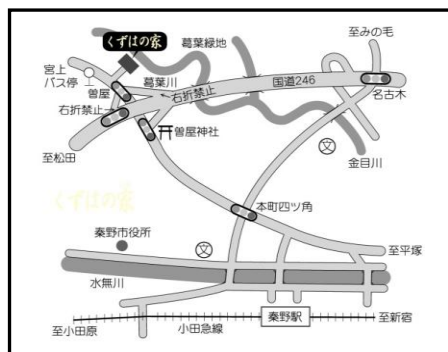 くずはの家
葛葉緑地
至みの毛
宮上
バス停
曽屋
葛葉川
右折禁止
国道246
名古木
右折禁止
曽屋神社
至松田
文
金目川
くずはの家
本町四ツ角
秦野市役所
文
至平塚
水無川
秦野駅
至小田原
小田急線
至新宿